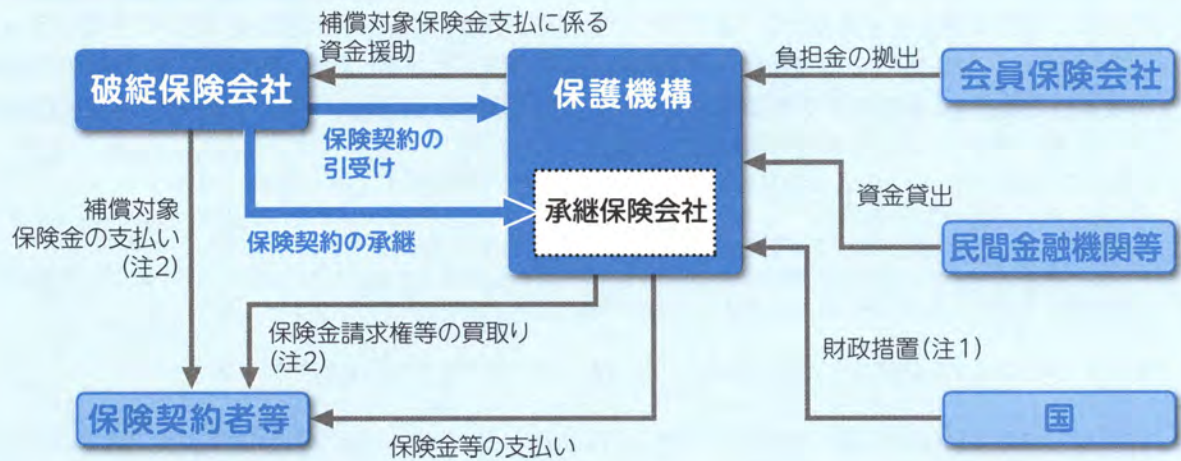 補償対象保険金支払に係る
資金援助
破綻保険会社
保護機構
負担金の拠出
会員保険会社
保険契約の
引受け
承継保険会社
保険契約の承継
補償対象
保険金の支払い
(注2)
資金貸出
民間金融機関等
保険金請求権等の買取り
(注2)
財政措置(注1)
保険契約者等
保険金等の支払い
国